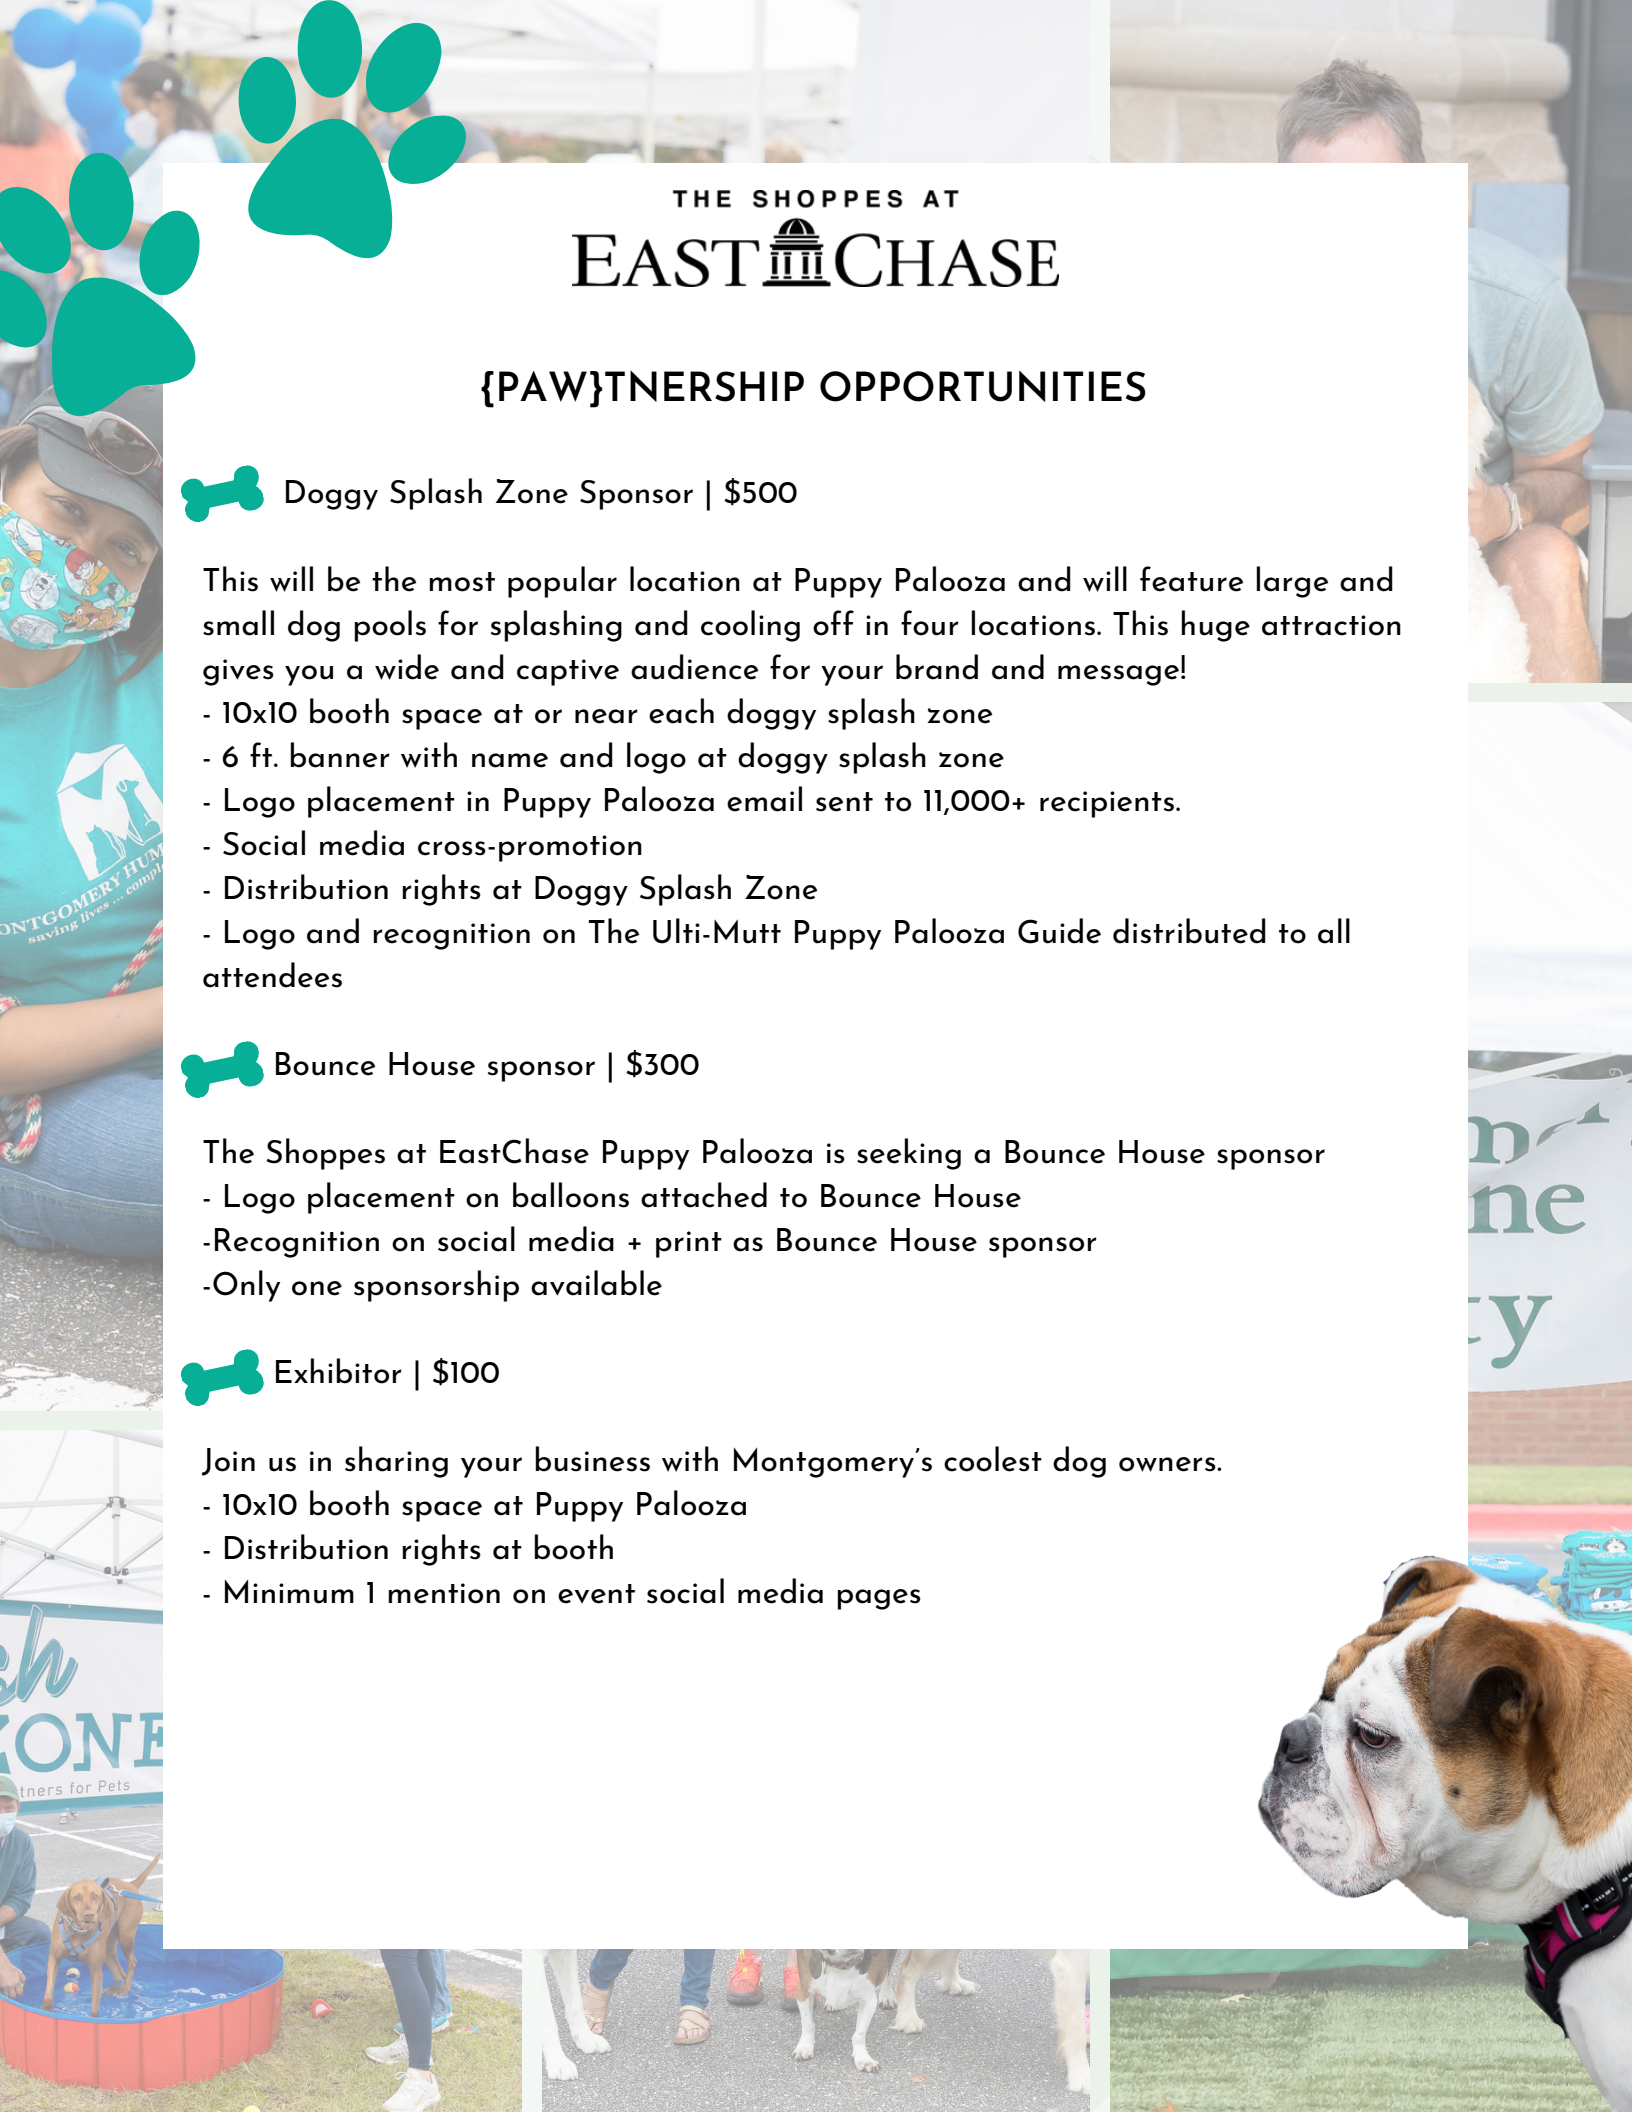 THE SHOPPES AT
EASTCHASE
{PAW}TNERSHIP OPPORTUNITIES
Doggy Splash Zone Sponsor | $500
This will be the most popular location at Puppy Palooza and will feature large and
small dog pools for splashing and cooling off in four locations. This huge attraction
gives you a wide and captive audience for your brand and message!
- 10x10 booth space at or near each doggy splash zone
- 6 ft. banner with name and logo at doggy splash zone
- Logo placement in Puppy Palooza email sent to 11,000+ recipients.
- Social media cross-promotion
- Distribution rights at Doggy Splash Zone
- Logo and recognition on The Ulti-Mutt Puppy Palooza Guide distributed to all
attendees
Bounce House sponsor | $300
The Shoppes at EastChase Puppy Palooza is seeking a Bounce House sponsor
- Logo placement on balloons attached to Bounce House
-Recognition on social media + print as Bounce House sponsor
-Only one sponsorship available
Exhibitor | $100
Join us in sharing your business with Montgomery's coolest dog owners.
- 10x10 booth space at Puppy Palooza
- Distribution rights at booth
- Minimum 1 mention on event social media pages
ONTGOMERY HUM
saving lives ... compl
ne
ty
sh
ZONE
tners for Pets